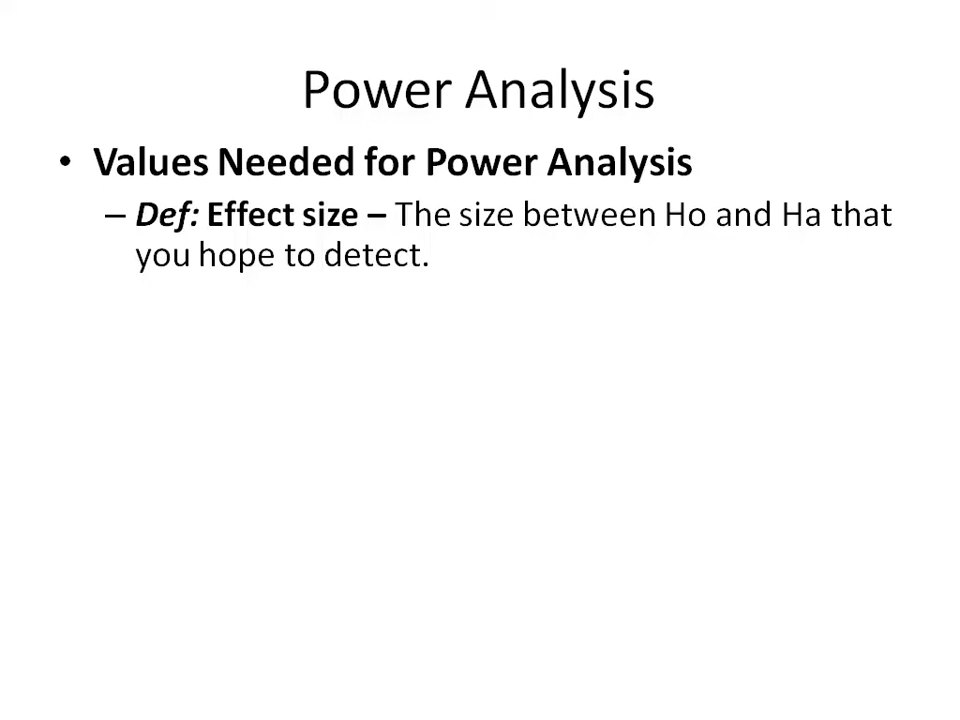 Power Analysis
• Values Needed for Power Analysis
– Def: Effect size – The size between Ho and Ha that
you hope to detect.